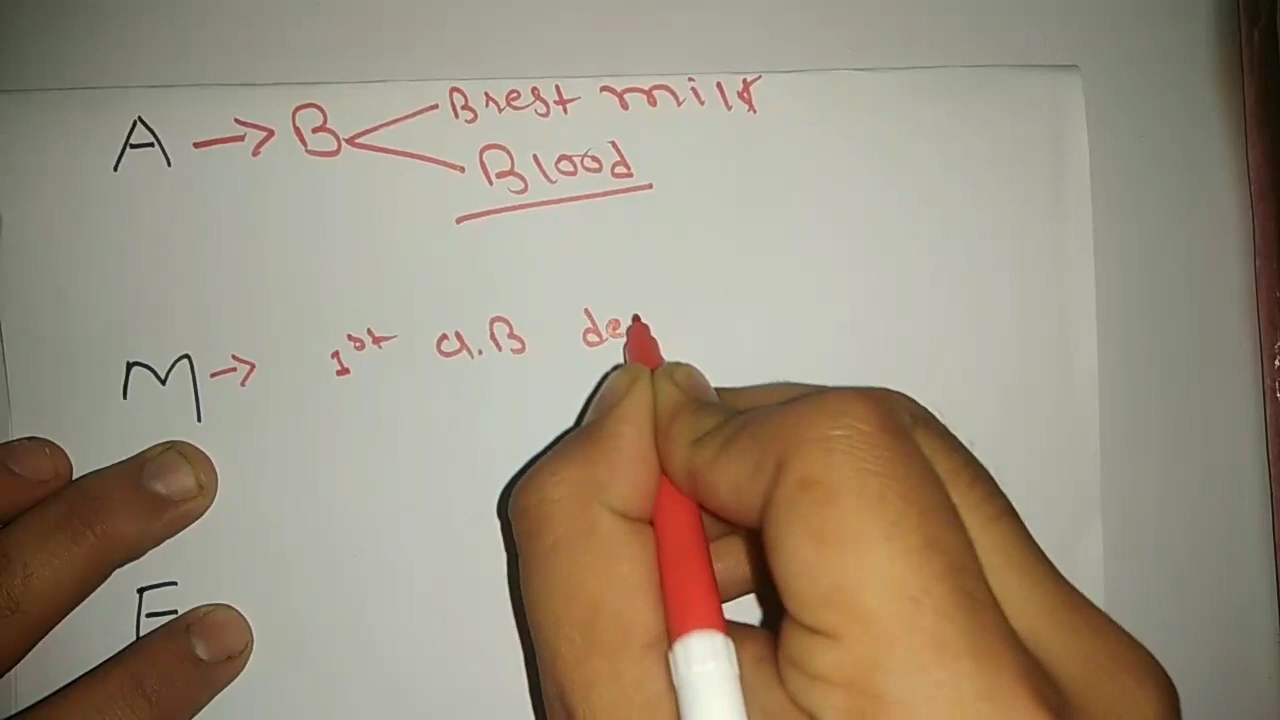 A → B Brest milk
Blood
M → 1st a.B de
E